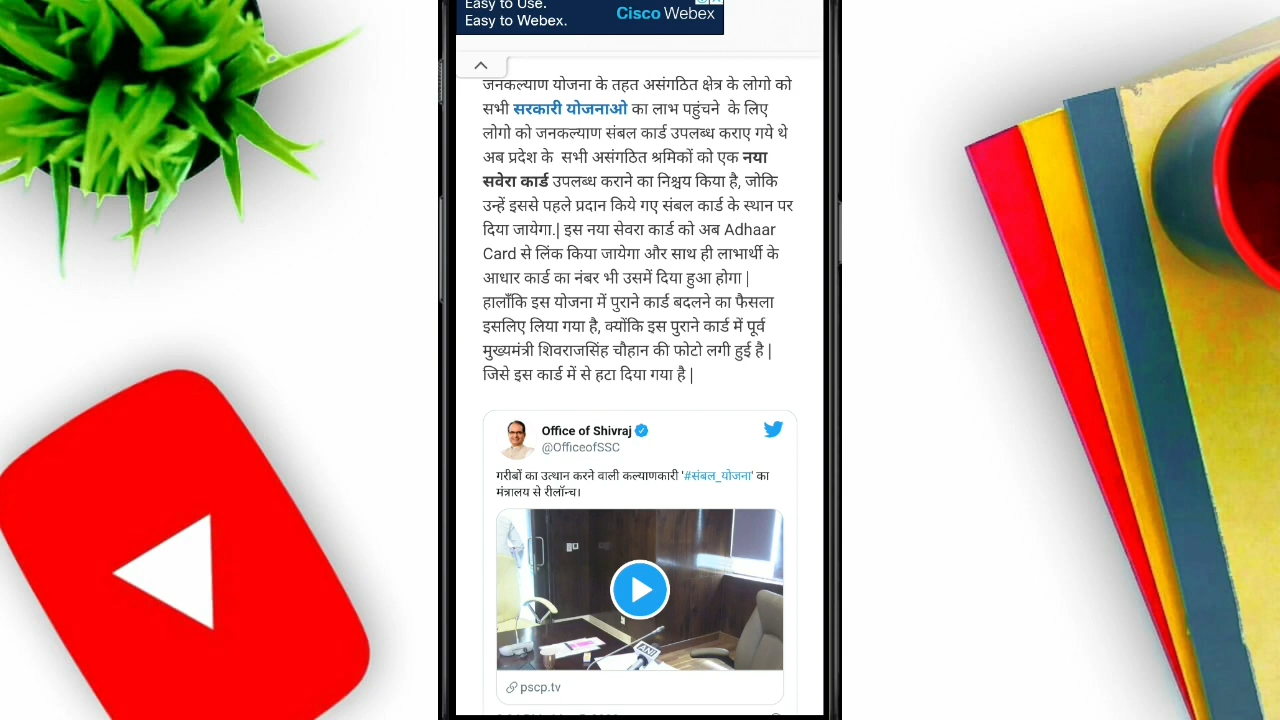 Easy to Use.
Easy to Webex.
Cisco Webex
जनकल्याण योजना के तहत असंगठित क्षेत्र के लोगो को
सभी सरकारी योजनाओ का लाभ पहुंचने के लिए
लोगो को जनकल्याण संबल कार्ड उपलब्ध कराए गये थे
अब प्रदेश के सभी असंगठित श्रमिकों को एक नया
सवेरा कार्ड उपलब्ध कराने का निश्चय किया है, जोकि
उन्हें इससे पहले प्रदान किये गए संबल कार्ड के स्थान पर
दिया जायेगा.| इस नया सेवरा कार्ड को अब Adhaar
Card से लिंक किया जायेगा और साथ ही लाभार्थी के
आधार कार्ड का नंबर भी उसमें दिया हुआ होगा |
हालाँकि इस योजना में पुराने कार्ड बदलने का फैसला
इसलिए लिया गया है, क्योंकि इस पुराने कार्ड में पूर्व
मुख्यमंत्री शिवराजसिंह चौहान की फोटो लगी हुई है |
जिसे इस कार्ड में से हटा दिया गया है |
Office of Shivraj
@OfficeofSSC
गरीबों का उत्थान करने वाली कल्याणकारी '#संबल_योजना' का
मंत्रालय से रीलॉन्च।
ANI
pscp.tv